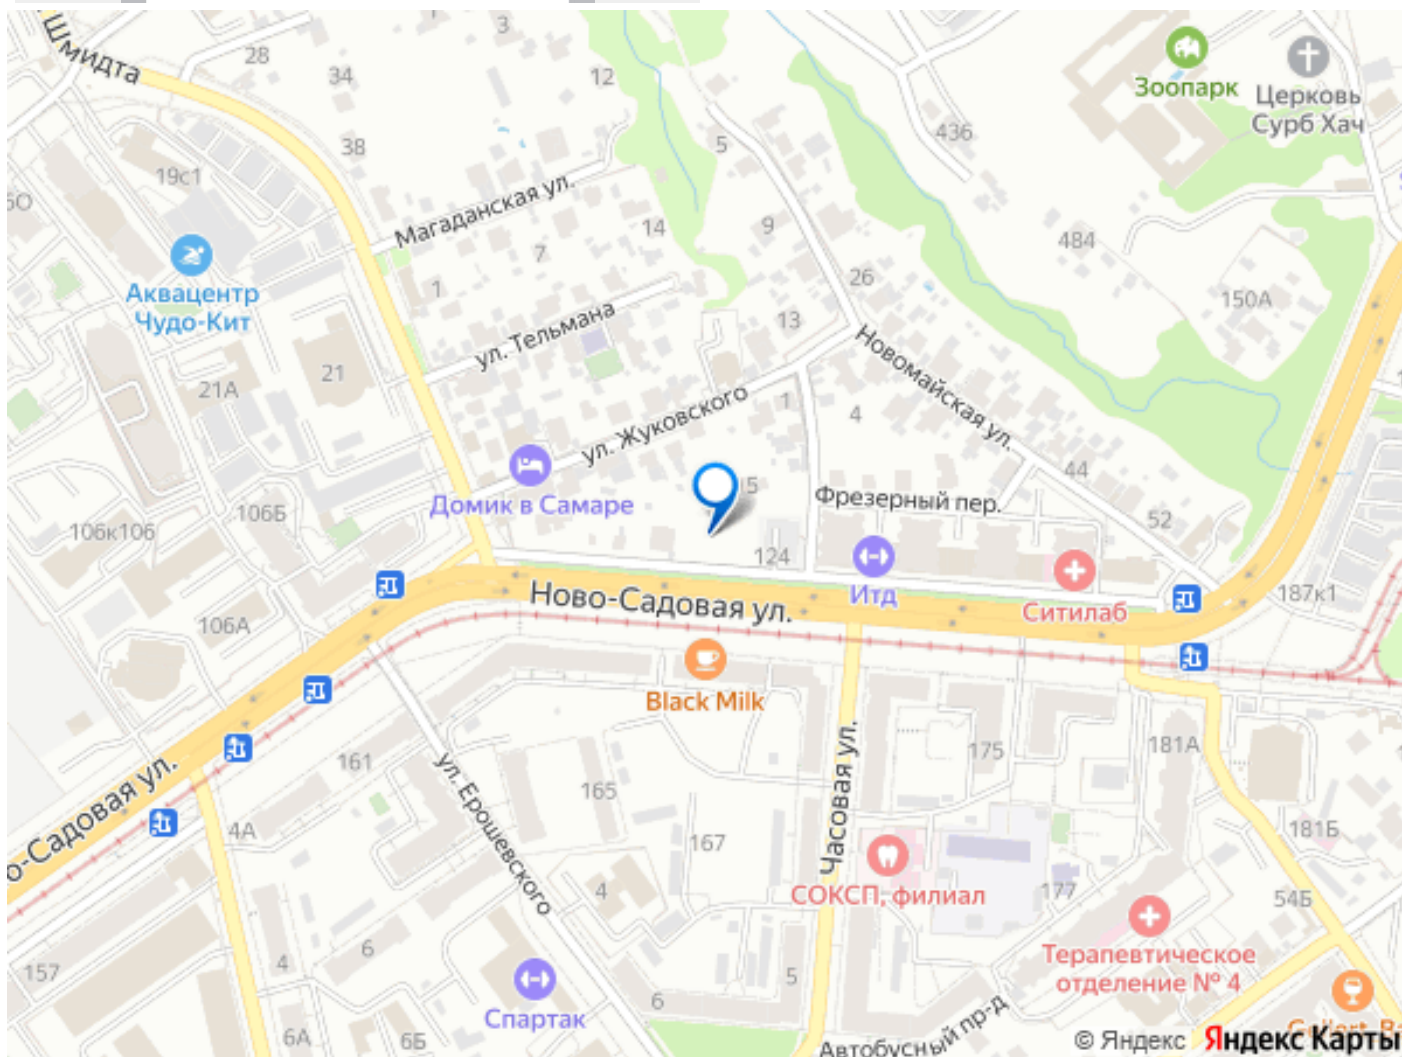 Шмидта
28
34
3
12
38
5
436
Зоопарк
Церковь
Сурб Хач
19с1
Магаданская ул.
14
9
7
484
26
1
150А
Аквацентр
Чудо-Кит
13
ул. Тельмана
Новомайская ул.
21
21А
ул. Жуковского
1
4
44
Домик в Самаре
5
Фрезерный пер.
106Б
106к106
52
124
Итд
Ситилаб
187к1
Ново-Садовая ул.
106А
Black Milk
175
181А
161
ул. Ерошевского
165
Часовая ул.
о-Садовая ул.
4А
167
181Б
СОКСП, филиал
177
4
54Б
6
4
157
Терапевтическое
отделение № 4
5
6
Спартак
6А
6Б
Автобусный пр-д
© Яндекс Яндекс Карты